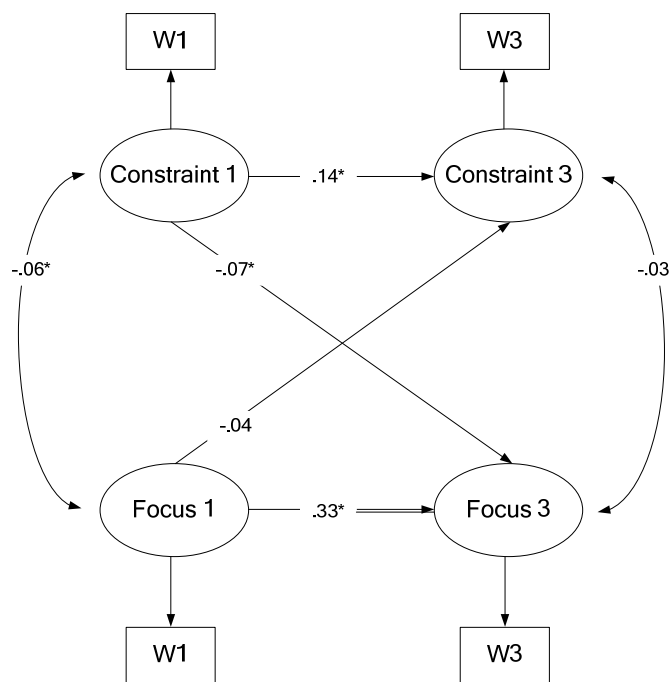 W1
W3
Constraint 1
.14*
Constraint 3
-.06*
-.07*
-.03
-.04
Focus 1
.33*
Focus 3
W1
W3